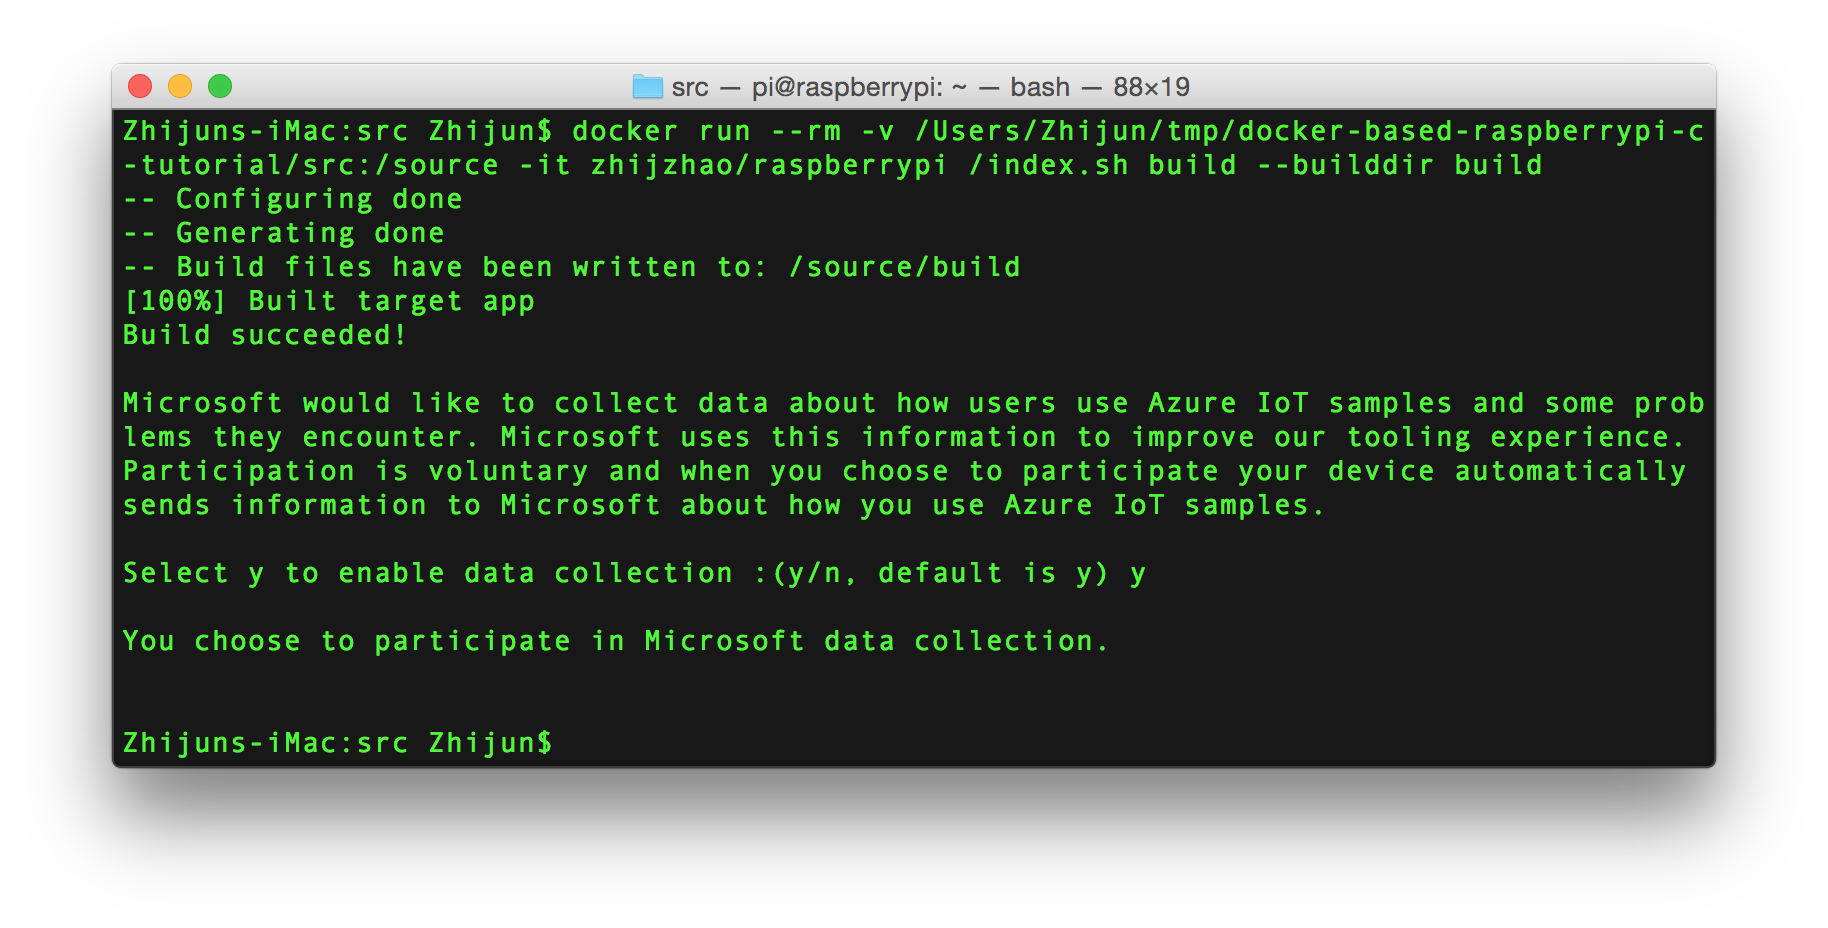 src — pi@raspberrypi: ~ — bash — 88×19
Zhijuns-iMac:src Zhijun$ docker run --rm -v /Users/Zhijun/tmp/docker-based-raspberrypi-c
-tutorial/src:/source -it zhijzhao/raspberrypi /index.sh build --builddir build
-- Configuring done
-- Generating done
-- Build files have been written to: /source/build
[100%] Built target app
Build succeeded!
Microsoft would like to collect data about how users use Azure IoT samples and some prob
lems they encounter. Microsoft uses this information to improve our tooling experience.
Participation is voluntary and when you choose to participate your device automatically
sends information to Microsoft about how you use Azure IoT samples.
Select y to enable data collection :(y/n, default is y) y
You choose to participate in Microsoft data collection.
Zhijuns-iMac:src Zhijun$